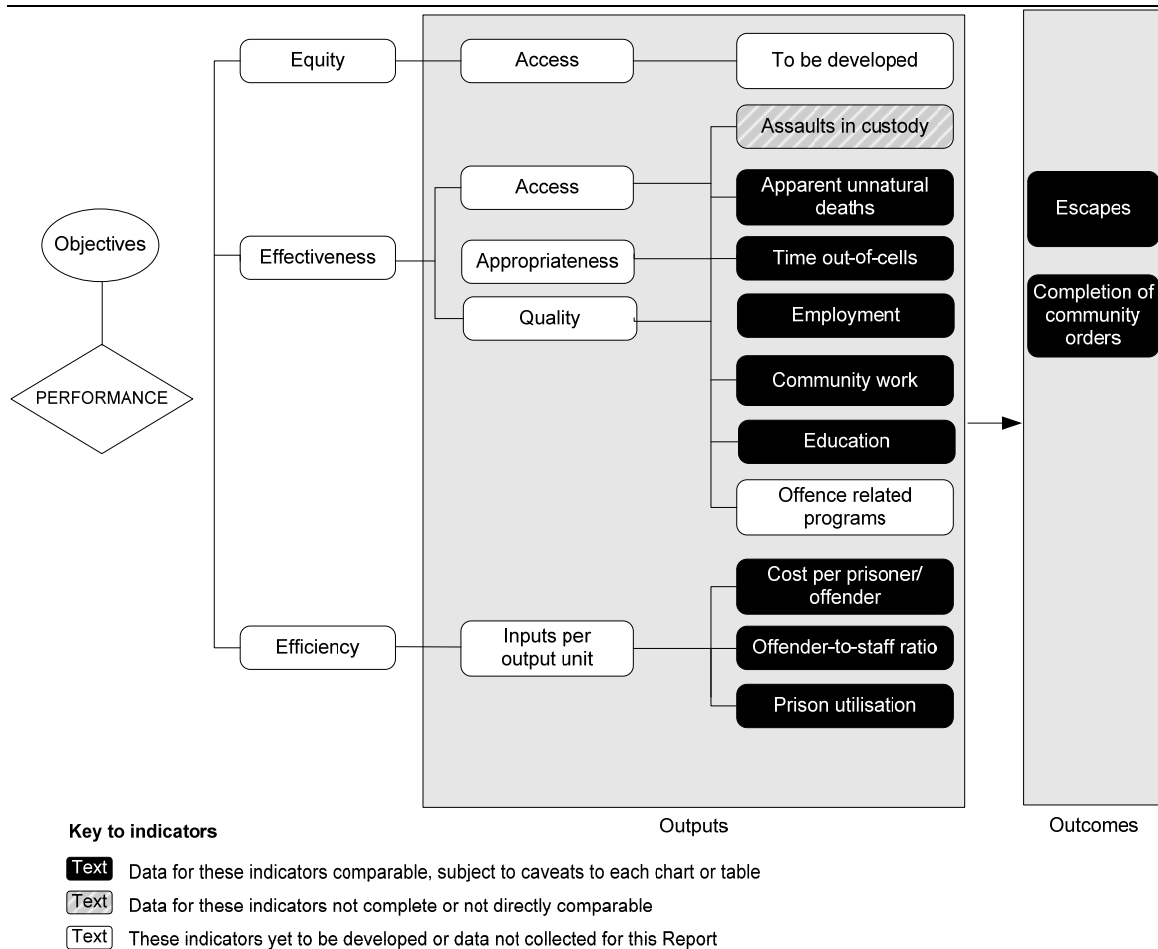 Equity
Access
To be developed
Assaults in custody
Access
Apparent unnatural
deaths
Escapes
Objectives
Effectiveness
Appropriateness
Time out-of-cells
Quality
Employment
Completion of
community
orders
PERFORMANCE
Community work
Education
Offence related
programs
Cost per prisoner/
offender
Efficiency
Inputs per
output unit
Offender-to-staff ratio
Prison utilisation
Outputs
Outcomes
Key to indicators
Text Data for these indicators comparable, subject to caveats to each chart or table
Text Data for these indicators not complete or not directly comparable
Text These indicators yet to be developed or data not collected for this Report